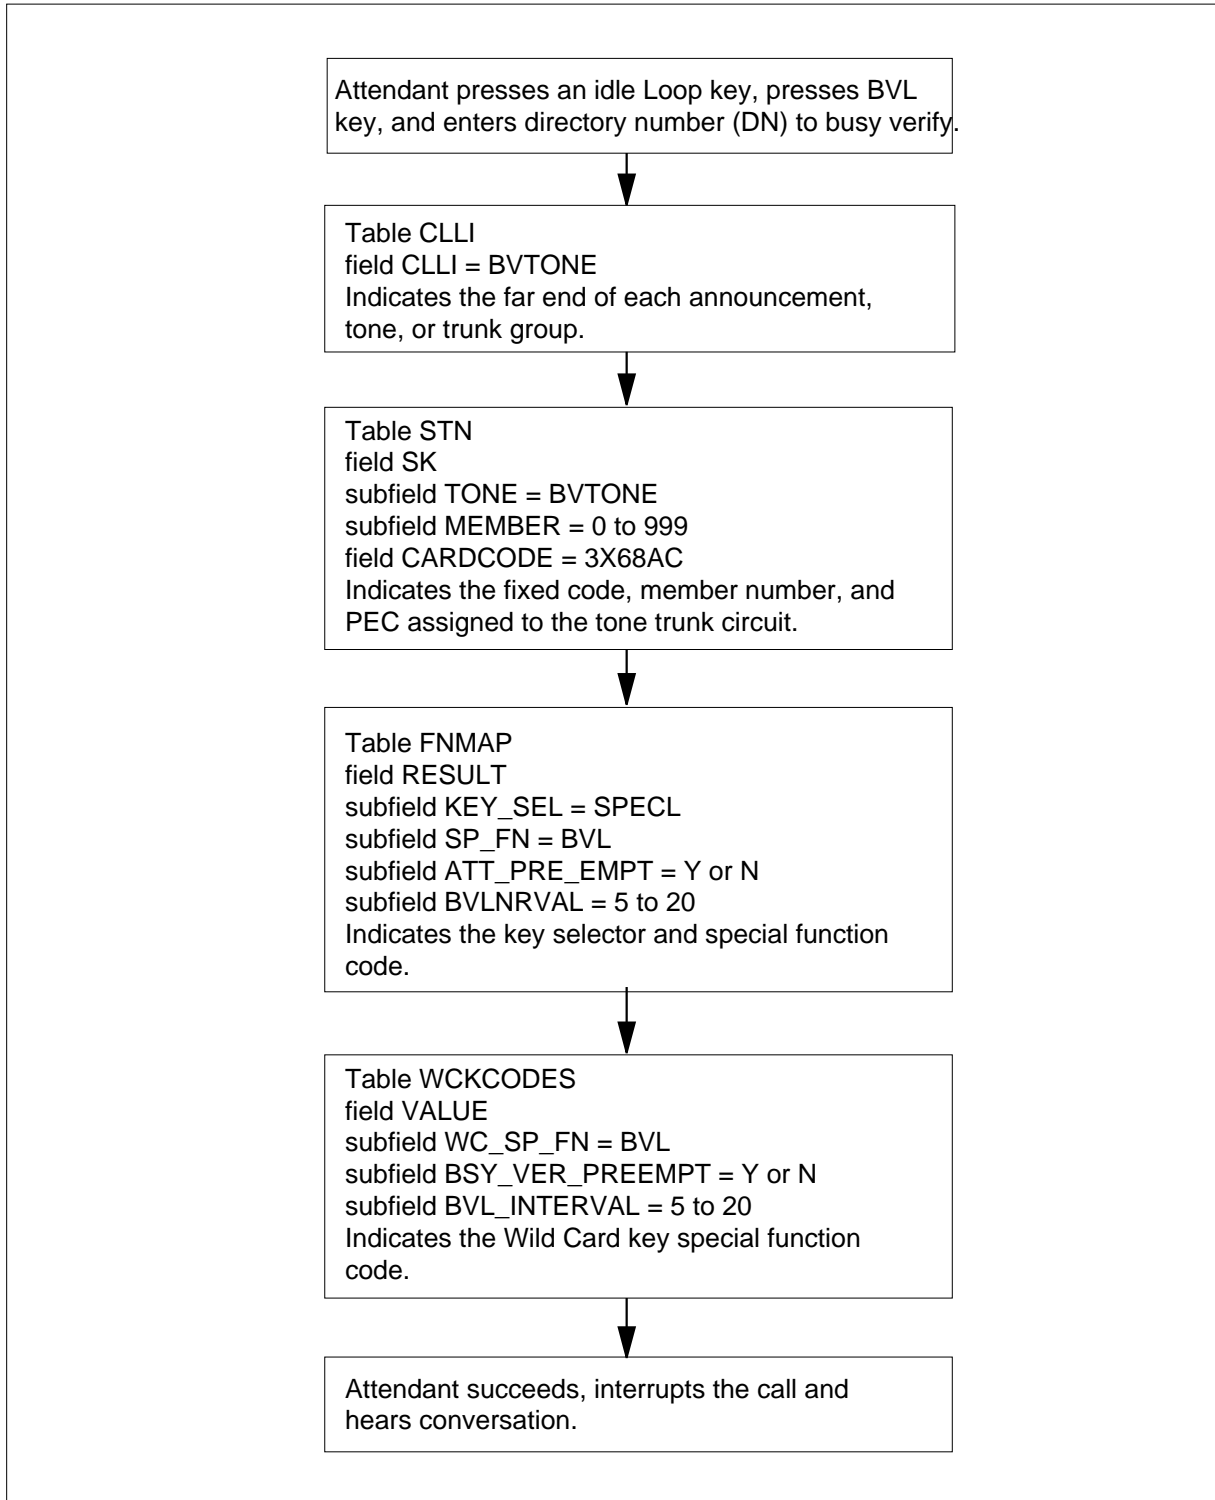 Attendant presses an idle Loop key, presses BVL
key, and enters directory number (DN) to busy verify.
Table CLLI
field CLLI = BVTONE
Indicates the far end of each announcement,
tone, or trunk group.
Table STN
field SK
subfield TONE = BVTONE
subfield MEMBER = 0 to 999
field CARDCODE = 3X68AC
Indicates the fixed code, member number, and
PEC assigned to the tone trunk circuit.
Table FNMAP
field RESULT
subfield KEY_SEL = SPECL
subfield SP_FN = BVL
subfield ATT_PRE_EMPT = Y or N
subfield BVLNRVAL = 5 to 20
Indicates the key selector and special function
code.
Table WCKCODES
field VALUE
subfield WC_SP_FN = BVL
subfield BSY_VER_PREEMPT = Y or N
subfield BVL_INTERVAL = 5 to 20
Indicates the Wild Card key special function
code.
Attendant succeeds, interrupts the call and
hears conversation.